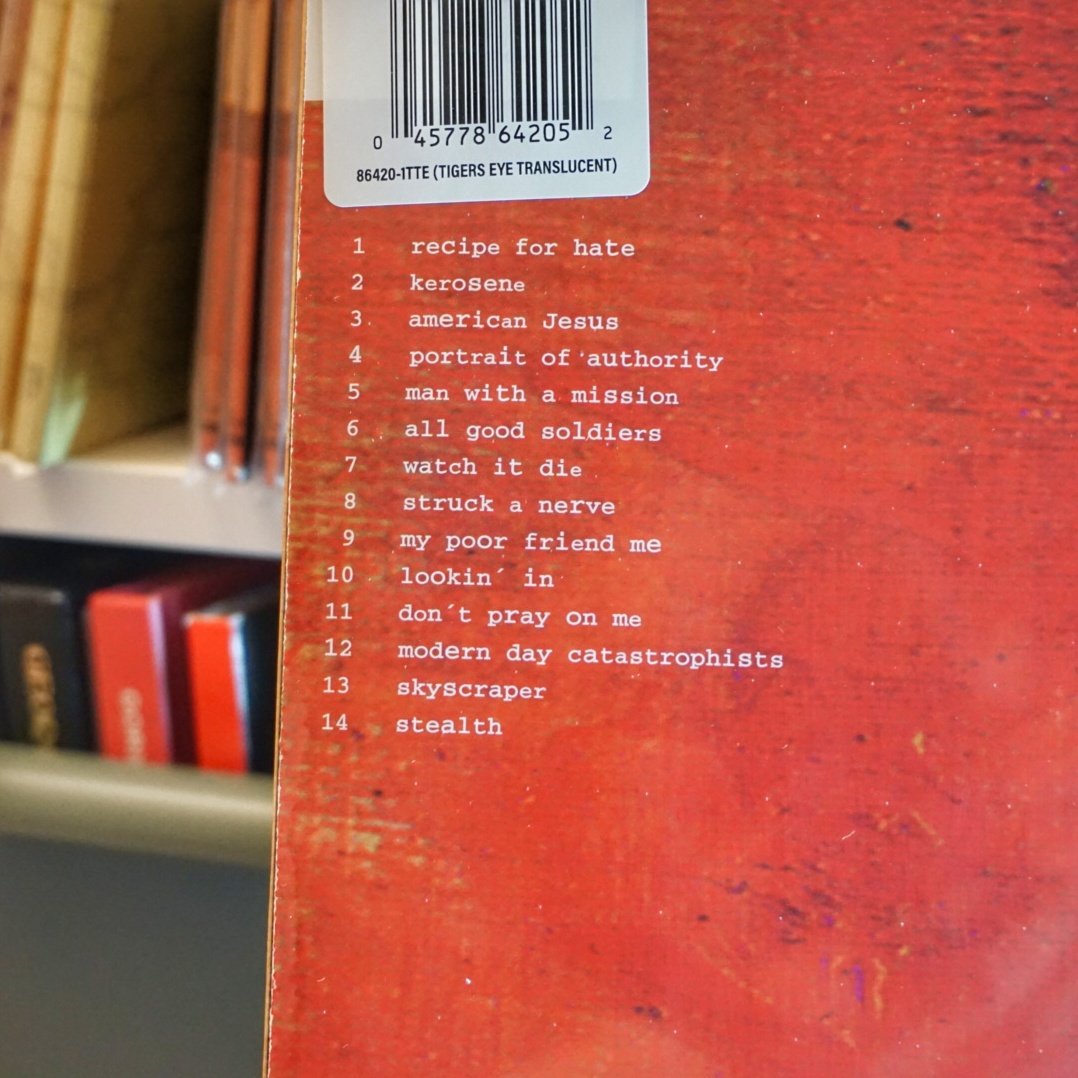 0 45778 64205 2
86420-1TTE (TIGERS EYE TRANSLUCENT)
1 recipe for hate
2 kerosene
3 american Jesus
4 portrait of authority
5 man with a mission
6 all good soldiers
7 watch it die
8 struck a nerve
9 my poor friend me
10 lookin´ in
11 don´t pray on me
12 modern day catastrophists
13 skyscraper
14 stealth